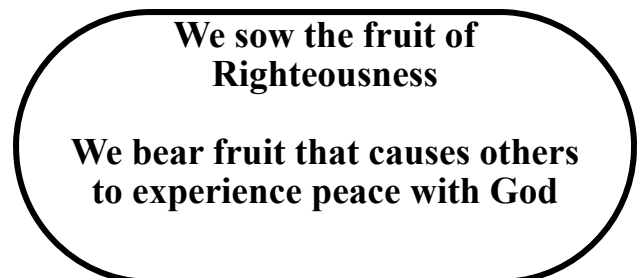 We sow the fruit of
Righteousness
We bear fruit that causes others
to experience peace with God